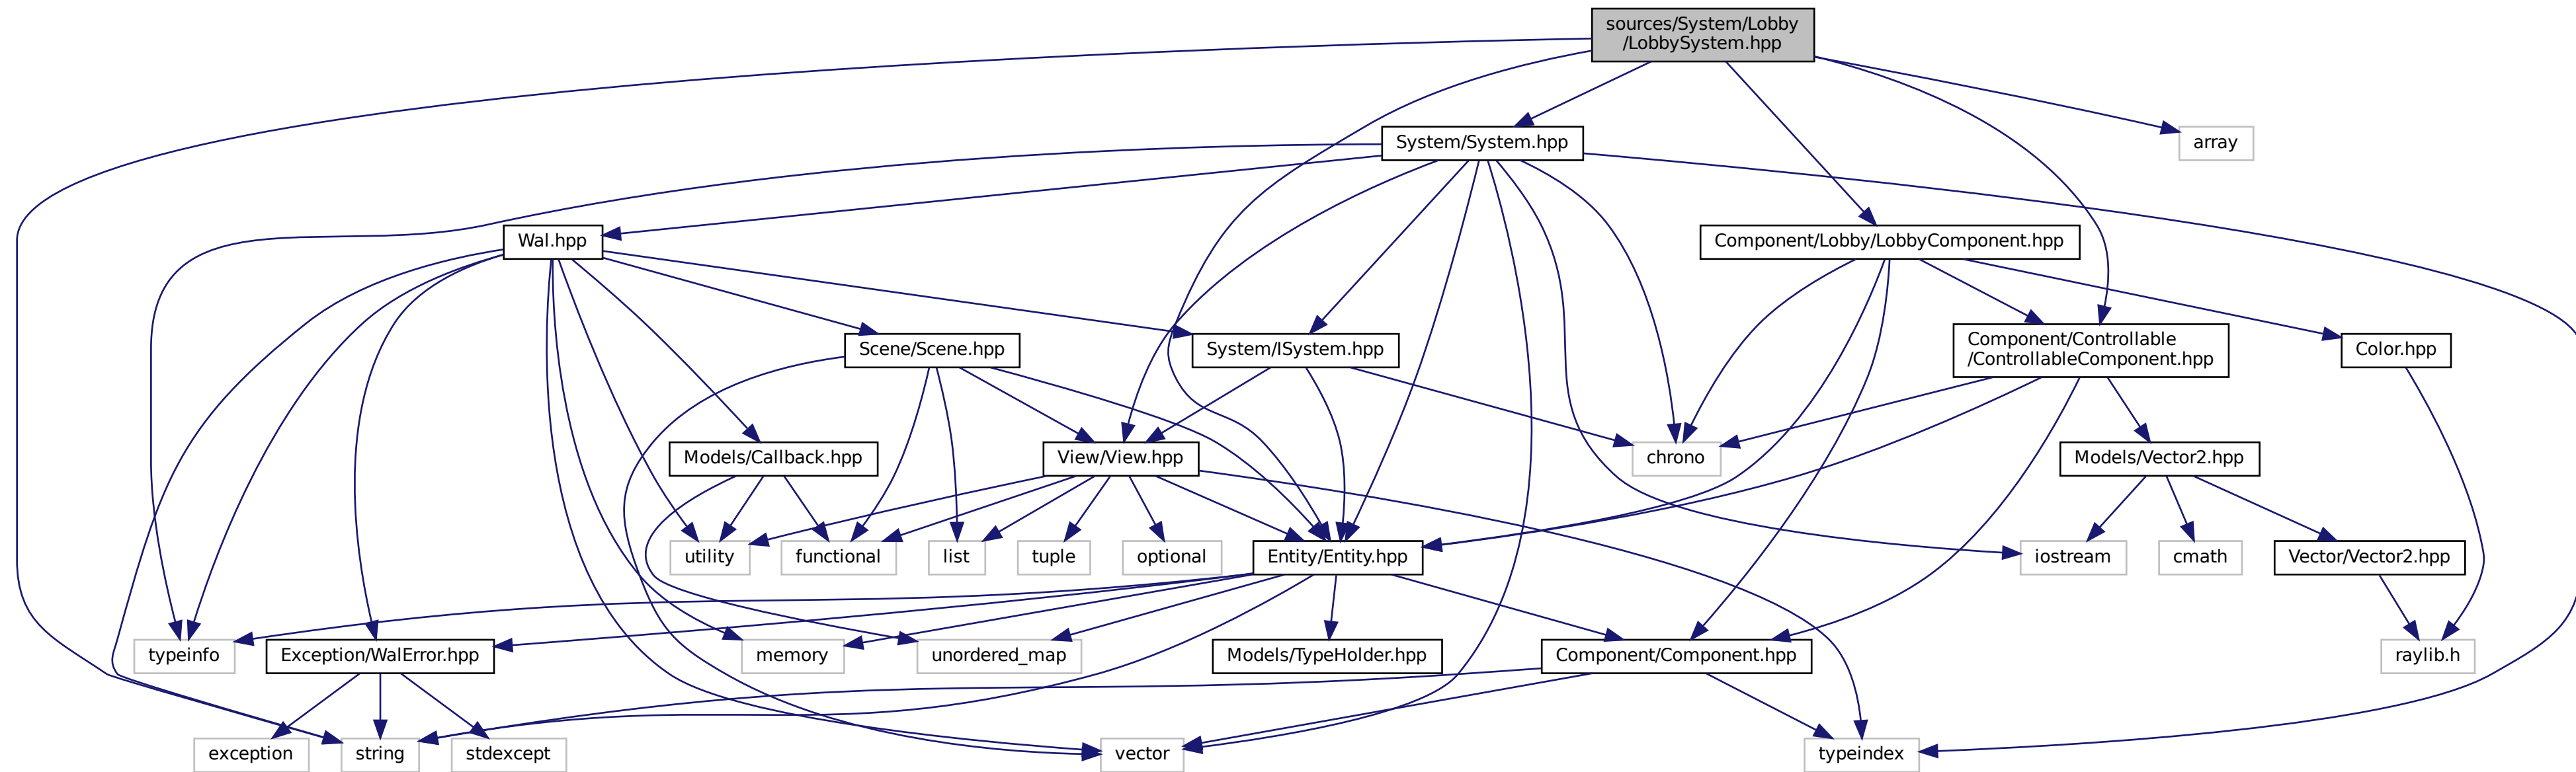 sources/System/Lobby
/LobbySystem.hpp
System/System.hpp
array
Wal.hpp
Component/Lobby/LobbyComponent.hpp
Scene/Scene.hpp
System/ISystem.hpp
Component/Controllable
/ControllableComponent.hpp
Color.hpp
Models/Callback.hpp
View/View.hpp
chrono
Models/Vector2.hpp
utility
functional
list
tuple
optional
Entity/Entity.hpp
iostream
cmath
Vector/Vector2.hpp
typeinfo
Exception/WalError.hpp
memory
unordered_map
Models/TypeHolder.hpp
Component/Component.hpp
raylib.h
exception
string
stdexcept
vector
typeindex